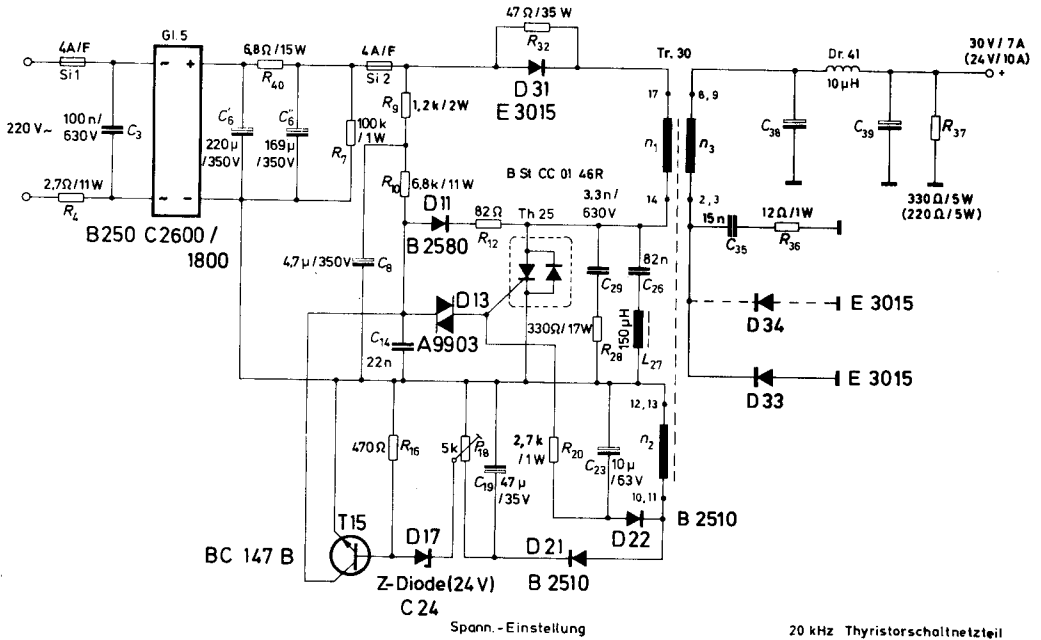 4A/F
Si 1
Gl.5
6,8Ω/15W
R40
4A/F
Si 2
47Ω/35 W
R32
D31
E 3015
Tr. 30
Dr. 41
10μH
30V/7A
(24V/10A)
+
220 V~
100n/
630V
C3
~
+
~
-
C'6
220μ
/350V
C"6
169μ
/350V
100k
/1W
R7
R9
1,2k/2W
17
n1
14
8,9
n3
2,3
C38
C39
R37
330Ω/5W
(220Ω/5W)
2,7Ω/11W
R4
B250 C2600/
1800
R10
6,8k/11W
B St CC 01 46R
D11
B 2580
82Ω
R12
Th 25
3,3n/
630V
15n
C35
12Ω/1W
R36
4,7μ/350V
C8
C29
82n
C26
D13
A9903
C14
22n
330Ω/17W
R28
150μH
L27
D34
E 3015
D33
E 3015
12,13
n2
10,11
470Ω
R16
5k
P18
C19
47μ
/35V
2,7k
/1W
R20
C23
10μ
/63V
D22
B 2510
T15
BC 147 B
D17
Z-Diode(24V)
C 24
D21
B 2510
Spann.-Einstellung
20 kHz Thyristorschaltnetzteil